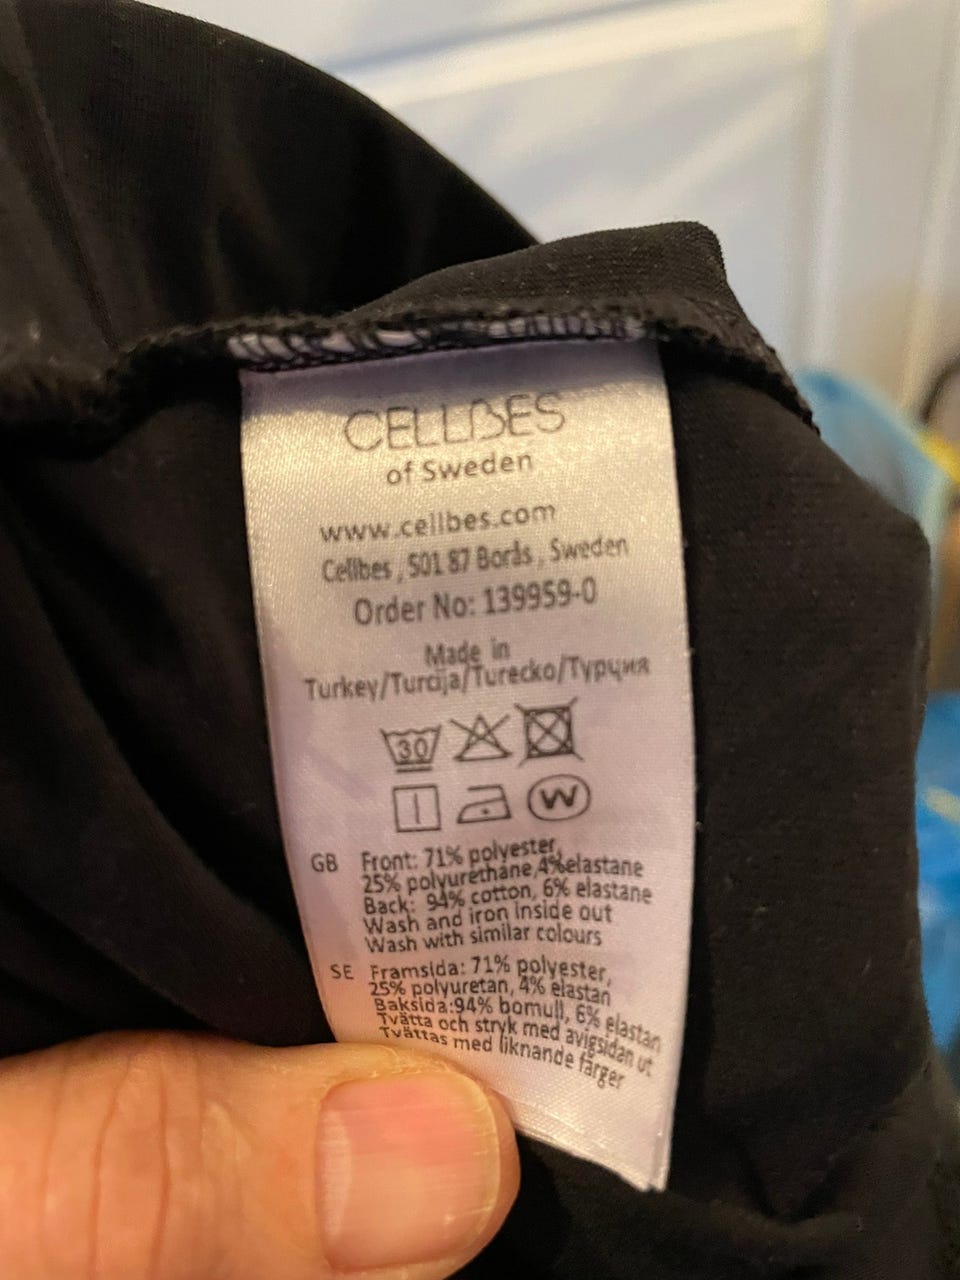 CELLBES
of Sweden
www.cellbes.com
Cellbes , 501 87 Borås , Sweden
Order No: 139959-0
Made in
Turkey/Turcija/Turecko/Турция
30
W
GB Front: 71% polyester,
25% polyurethane,4%elastane
Back: 94% cotton, 6% elastane
Wash and iron inside out
Wash with similar colours
SE Framsida: 71% polyester,
25% polyuretan, 4% elastan
Baksida:94% bomull, 6% elastan
Tvätta och stryk med avigsidan ut
Tvättas med liknande färger